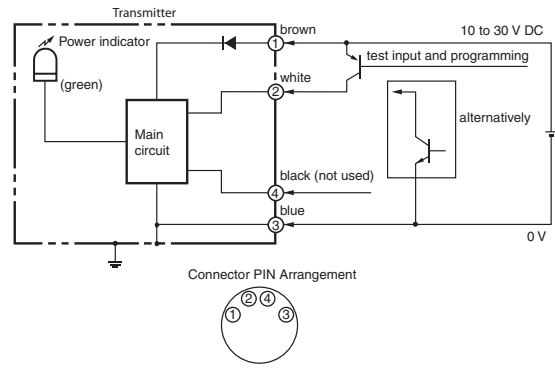 Transmitter
brown
10 to 30 V DC
Power indicator
1
test input and programming
(green)
white
2
alternatively
Main
circuit
black (not used)
4
blue
3
0 V
Connector PIN Arrangement
2 4
1 3